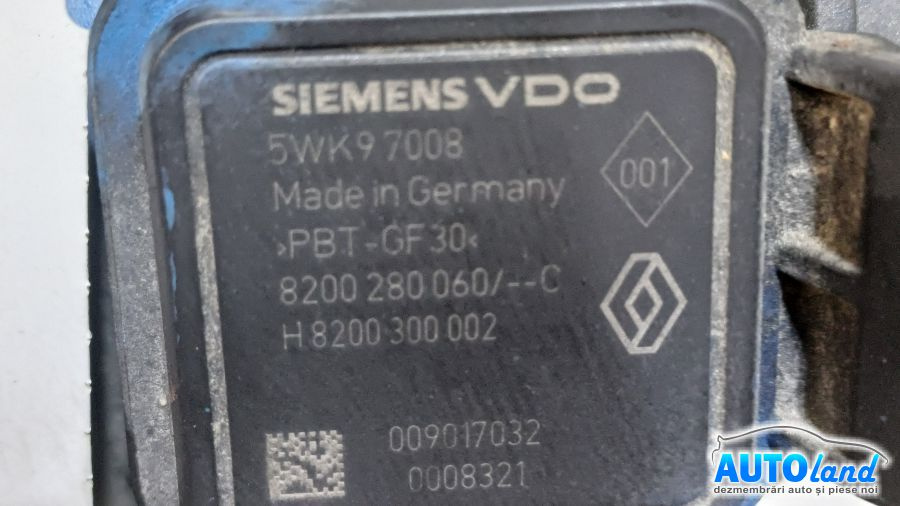 SIEMENS VDO
5WK9 7008
001
Made in Germany
>PBT-GF30<
8200 280 060/--C
H 8200 300 002
009017032
0008321
AUTOland
dezmembrări auto și piese noi